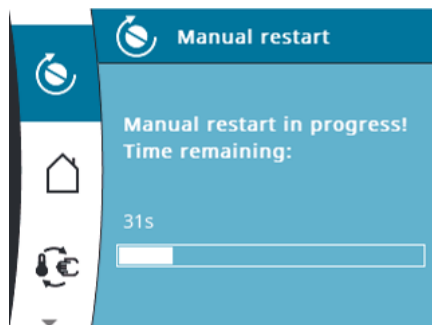 Manual restart
Manual restart in progress!
Time remaining:
31s